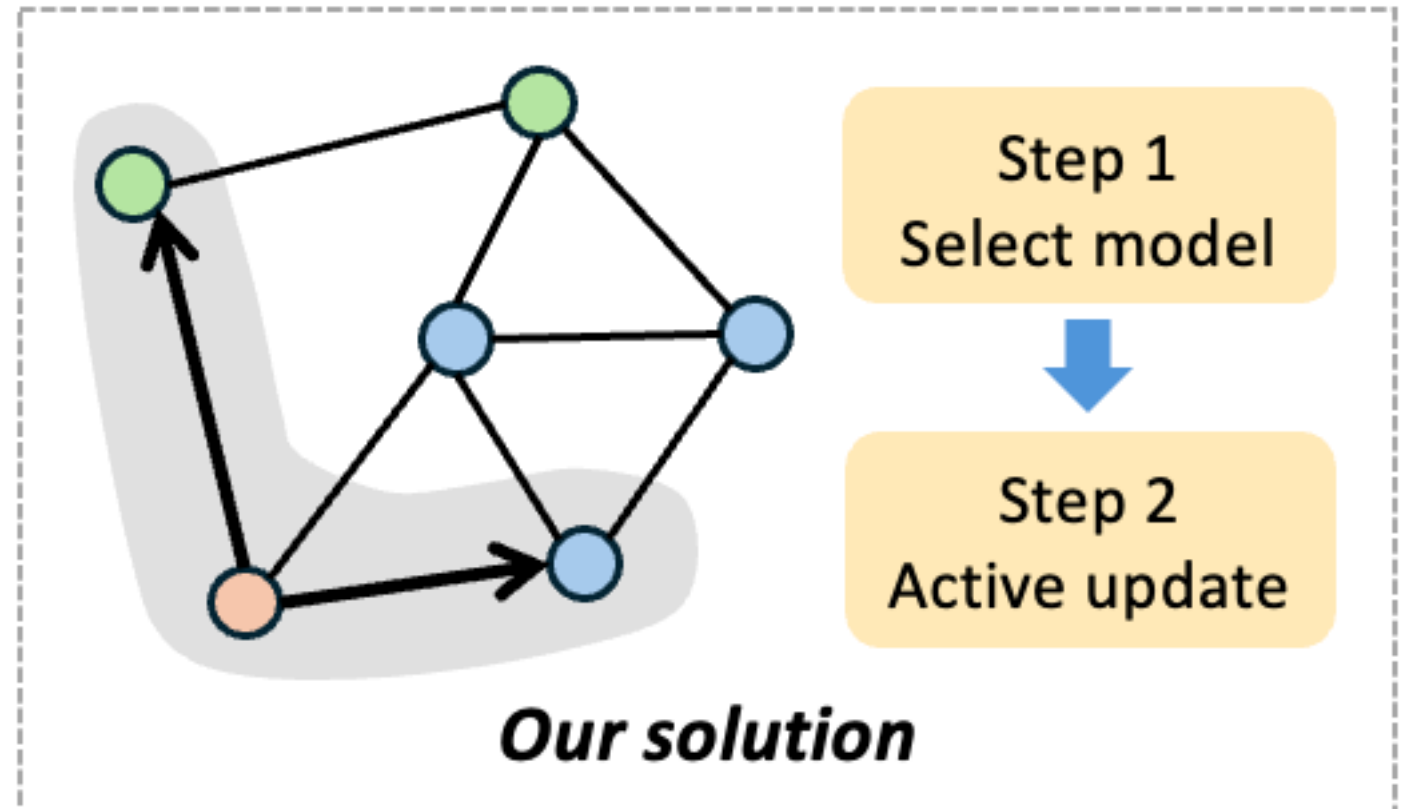 Step 1
Select model
Step 2
Active update
Our solution